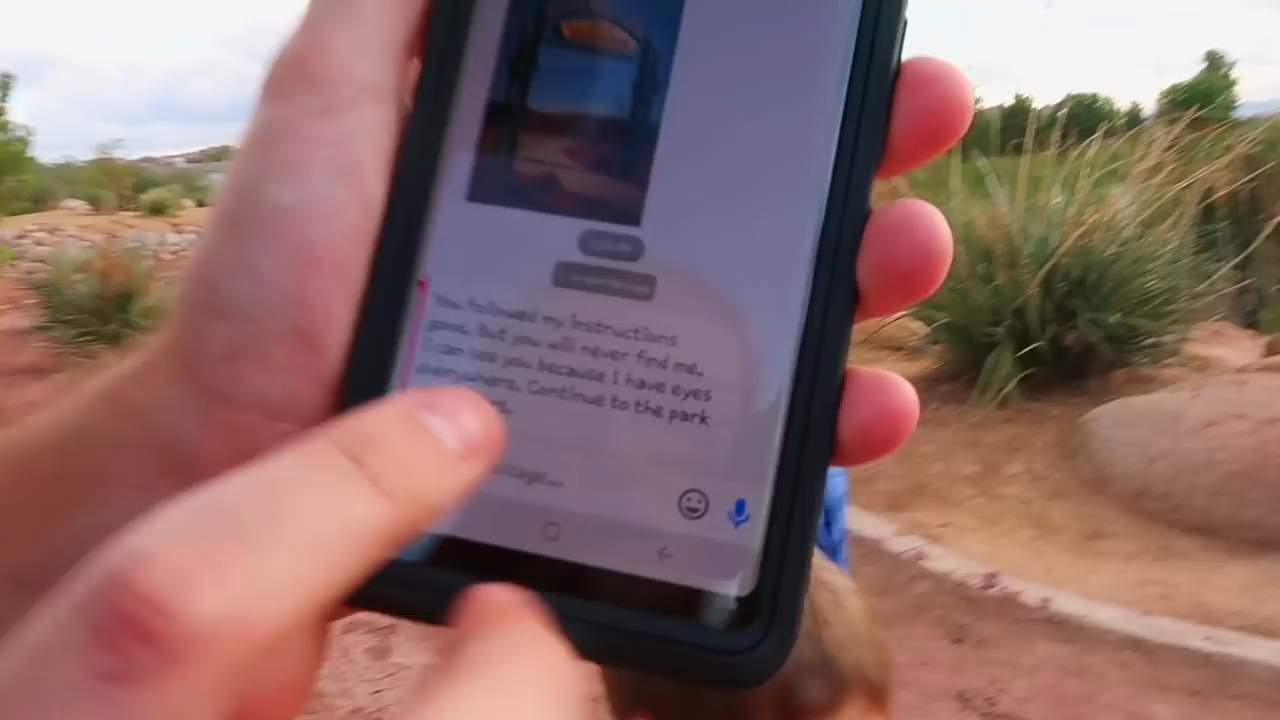 You followed my instructions
good. But you will never find me,
I can see you because I have eyes
everywhere. Continue to the park